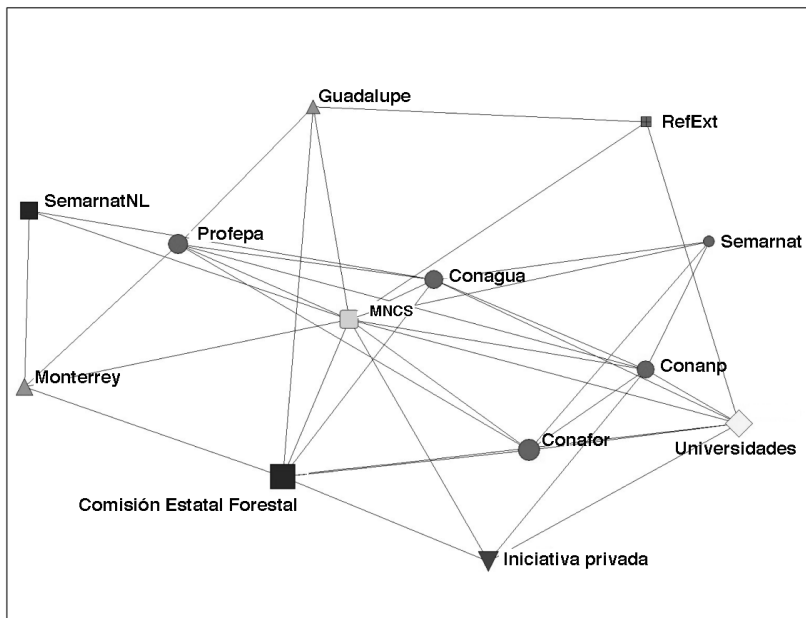 Guadalupe
RefExt
SemarnatNL
Profepa
Semarnat
Conagua
MNCS
Monterrey
Conanp
Conafor
Universidades
Comisión Estatal Forestal
Iniciativa privada